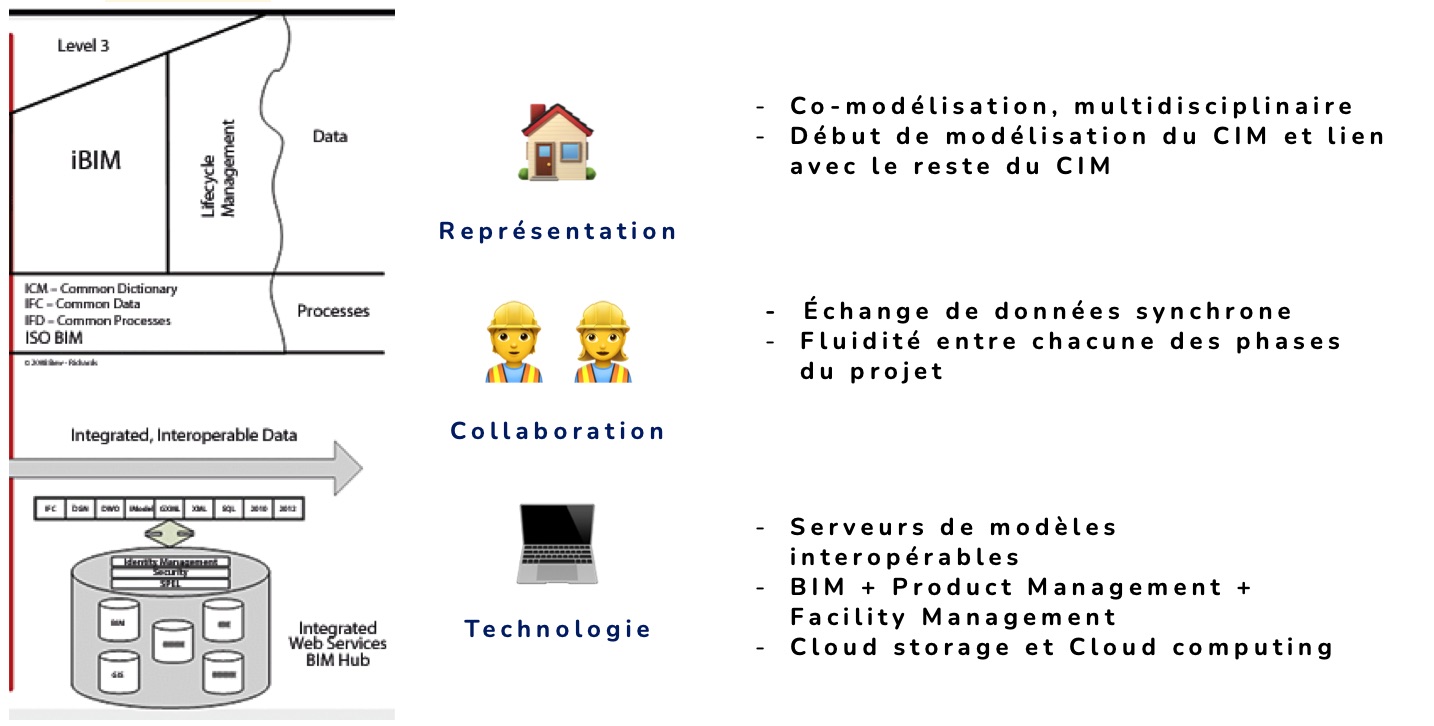 Level 3
iBIM
Lifecycle
Management
Data
ICM – Common Dictionary
IFC – Common Data
IFD – Common Processes
ISO BIM
Processes
© 2008 Bew - Richards
Integrated, Interoperable Data
IFC DGN DWO iModel GXML XML SQL 2010 2012
Identity Management
Security
SPEL
BIM
GIS
Integrated
Web Services
BIM Hub
Représentation
Collaboration
Technologie
- Co-modélisation, multidisciplinaire
- Début de modélisation du CIM et lien
avec le reste du CIM
- Échange de données synchrone
- Fluidité entre chacune des phases
du projet
- Serveurs de modèles
interopérables
- BIM + Product Management +
Facility Management
- Cloud storage et Cloud computing